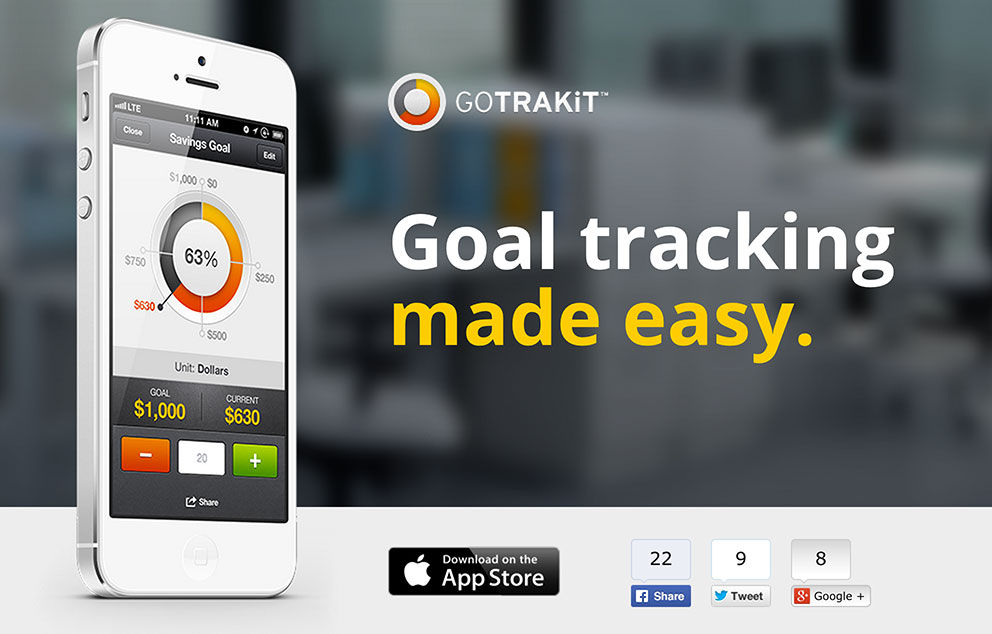 LTE
11:11 AM
Close
Savings Goal
Edit
$1,000
$0
63%
$750
$250
$630
$500
Unit: Dollars
GOAL
$1,000
CURRENT
$630
−
20
+
Share
GOTRAKiT™
Goal tracking
made easy.
Download on the
App Store
22
9
8
Share
Tweet
Google +